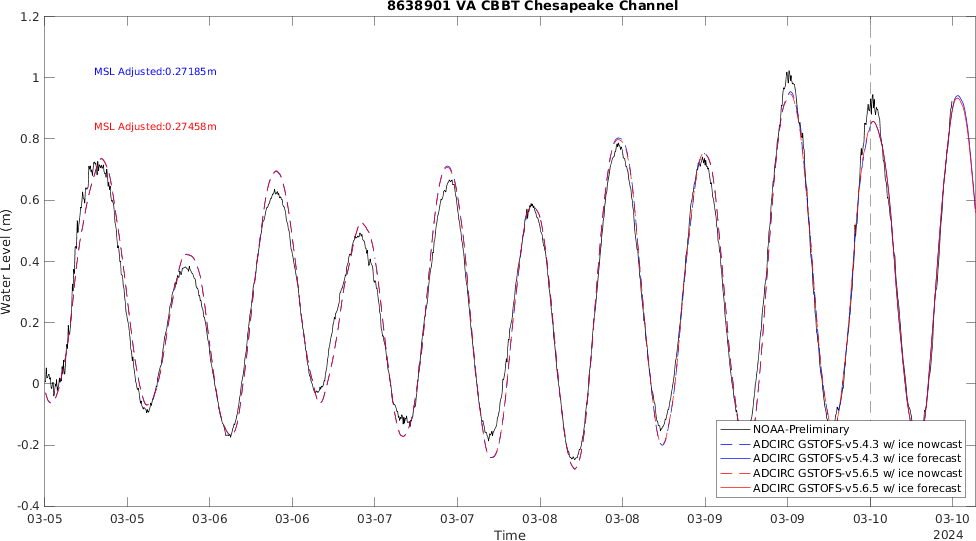 8638901 VA CBBT Chesapeake Channel
1.2
1
0.8
0.6
0.4
0.2
0
-0.2
-0.4
Water Level (m)
MSL Adjusted:0.27185m
MSL Adjusted:0.27458m
NOAA-Preliminary
ADCIRC GSTOFS-v5.4.3 w/ ice nowcast
ADCIRC GSTOFS-v5.4.3 w/ ice forecast
ADCIRC GSTOFS-v5.6.5 w/ ice nowcast
ADCIRC GSTOFS-v5.6.5 w/ ice forecast
03-05 03-05 03-06 03-06 03-07 03-07 03-08 03-08 03-09 03-09 03-10 03-10
Time
2024